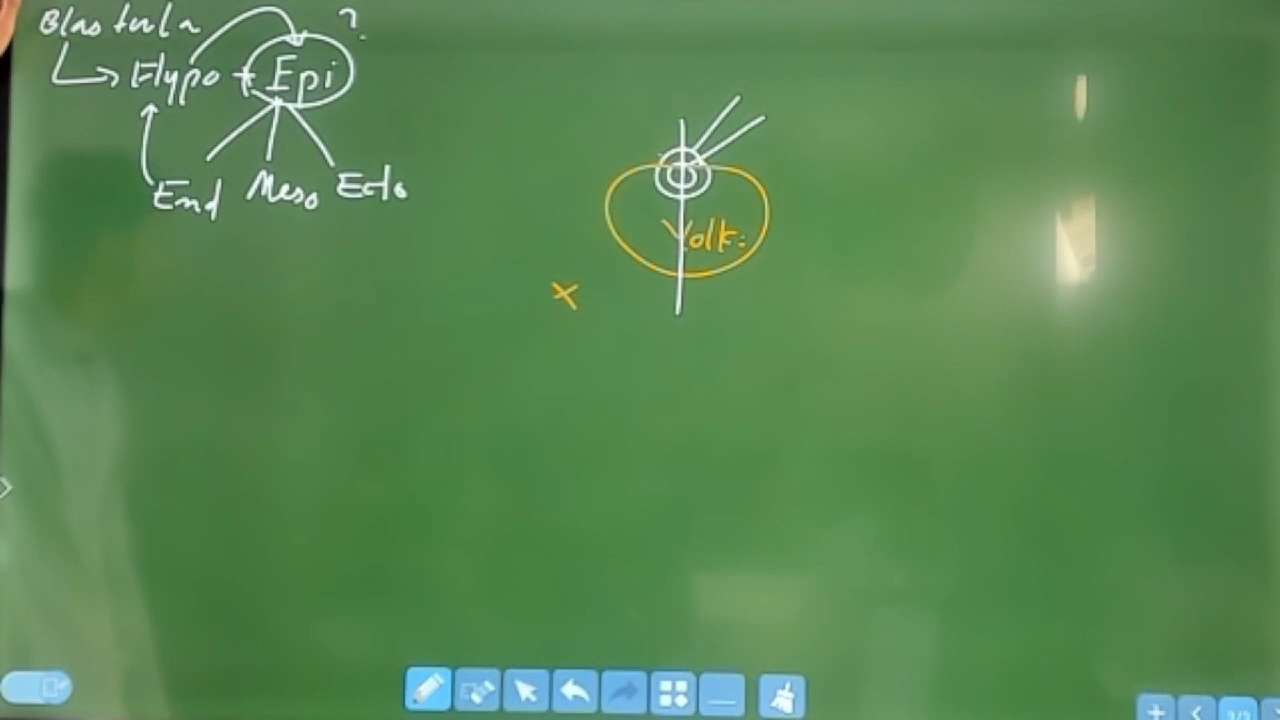 Blastula ?
Hypo + Epi
End Meso Ecto
Yolk:
x